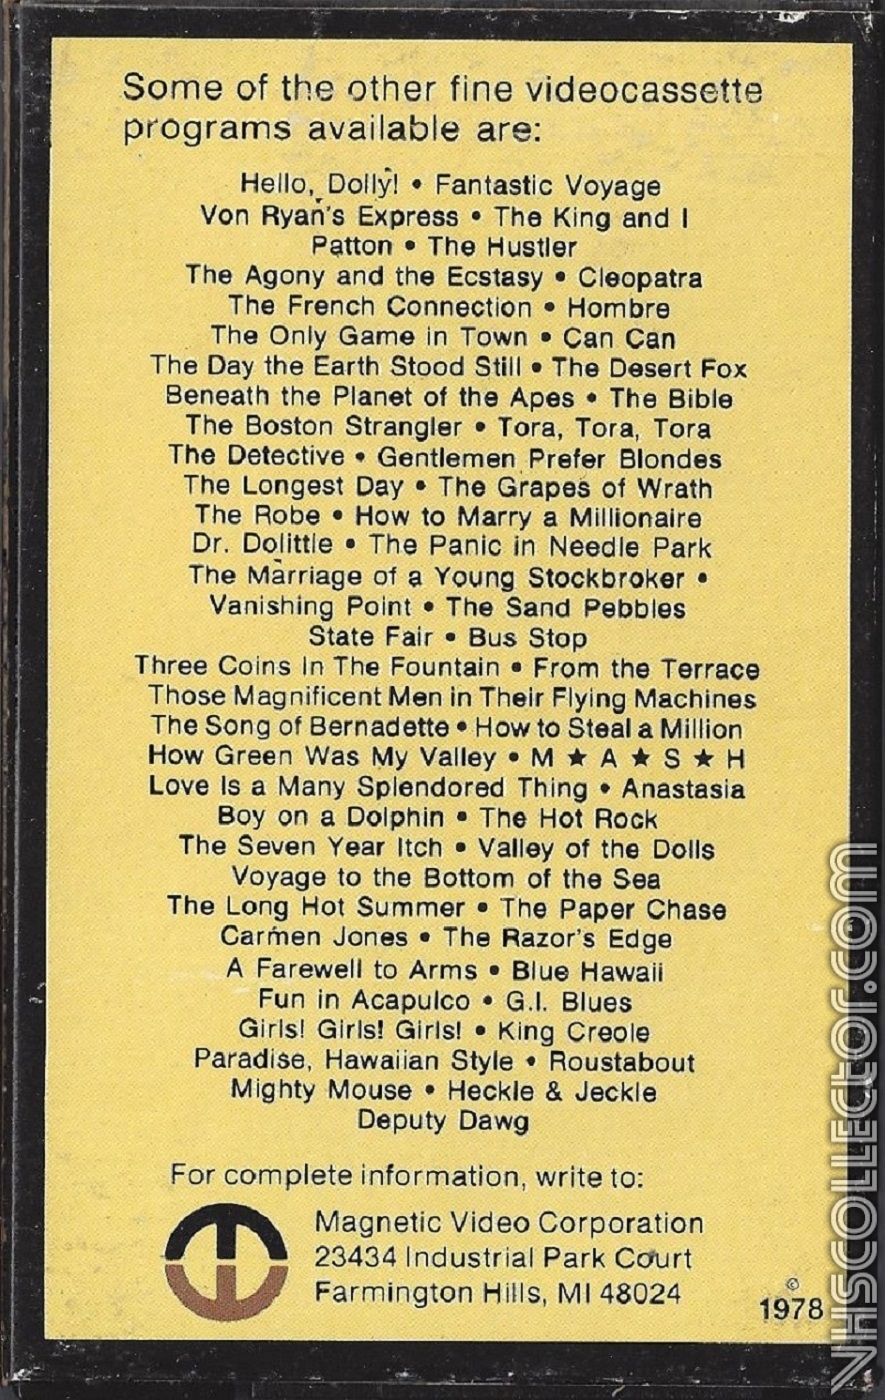 Some of the other fine videocassette
programs available are:
Hello, Dolly! • Fantastic Voyage
Von Ryan's Express • The King and I
Patton • The Hustler
The Agony and the Ecstasy • Cleopatra
The French Connection • Hombre
The Only Game in Town • Can Can
The Day the Earth Stood Still • The Desert Fox
Beneath the Planet of the Apes • The Bible
The Boston Strangler • Tora, Tora, Tora
The Detective • Gentlemen Prefer Blondes
The Longest Day • The Grapes of Wrath
The Robe • How to Marry a Millionaire
Dr. Dolittle • The Panic in Needle Park
The Marriage of a Young Stockbroker •
Vanishing Point • The Sand Pebbles
State Fair • Bus Stop
Three Coins In The Fountain • From the Terrace
Those Magnificent Men in Their Flying Machines
The Song of Bernadette • How to Steal a Million
How Green Was My Valley • M ★ A ★ S ★ H
Love Is a Many Splendored Thing • Anastasia
Boy on a Dolphin • The Hot Rock
The Seven Year Itch • Valley of the Dolls
Voyage to the Bottom of the Sea
The Long Hot Summer • The Paper Chase
Carmen Jones • The Razor's Edge
A Farewell to Arms • Blue Hawaii
Fun in Acapulco • G.I. Blues
Girls! Girls! Girls! • King Creole
Paradise, Hawaiian Style • Roustabout
Mighty Mouse • Heckle & Jeckle
Deputy Dawg
For complete information, write to:
Magnetic Video Corporation
23434 Industrial Park Court
Farmington Hills, MI 48024
©
1978
VHSCOLLECTOR.COM